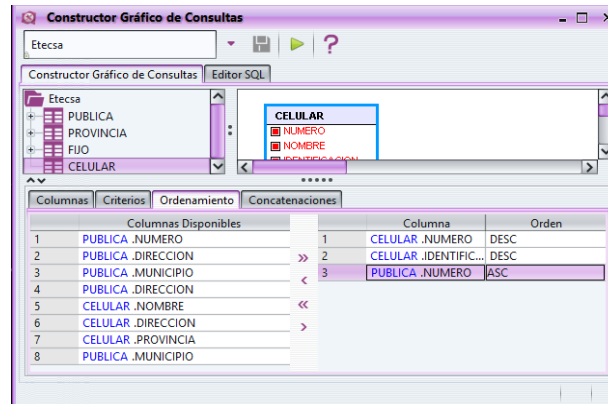 Constructor Gráfico de Consultas
Etecsa
Constructor Gráfico de Consultas Editor SQL
Etecsa
PUBLICA
PROVINCIA
FIJO
CELULAR
CELULAR
NUMERO
NOMBRE
IDENTIFICACION
Columnas Criterios Ordenamiento Concatenaciones
Columnas Disponibles
1 PUBLICA .NUMERO
2 PUBLICA .DIRECCION
3 PUBLICA .MUNICIPIO
4 PUBLICA .DIRECCION
5 CELULAR .NOMBRE
6 CELULAR .DIRECCION
7 CELULAR .PROVINCIA
8 PUBLICA .MUNICIPIO
Columna Orden
1 CELULAR .NUMERO DESC
2 CELULAR .IDENTIFIC... DESC
3 PUBLICA .NUMERO ASC